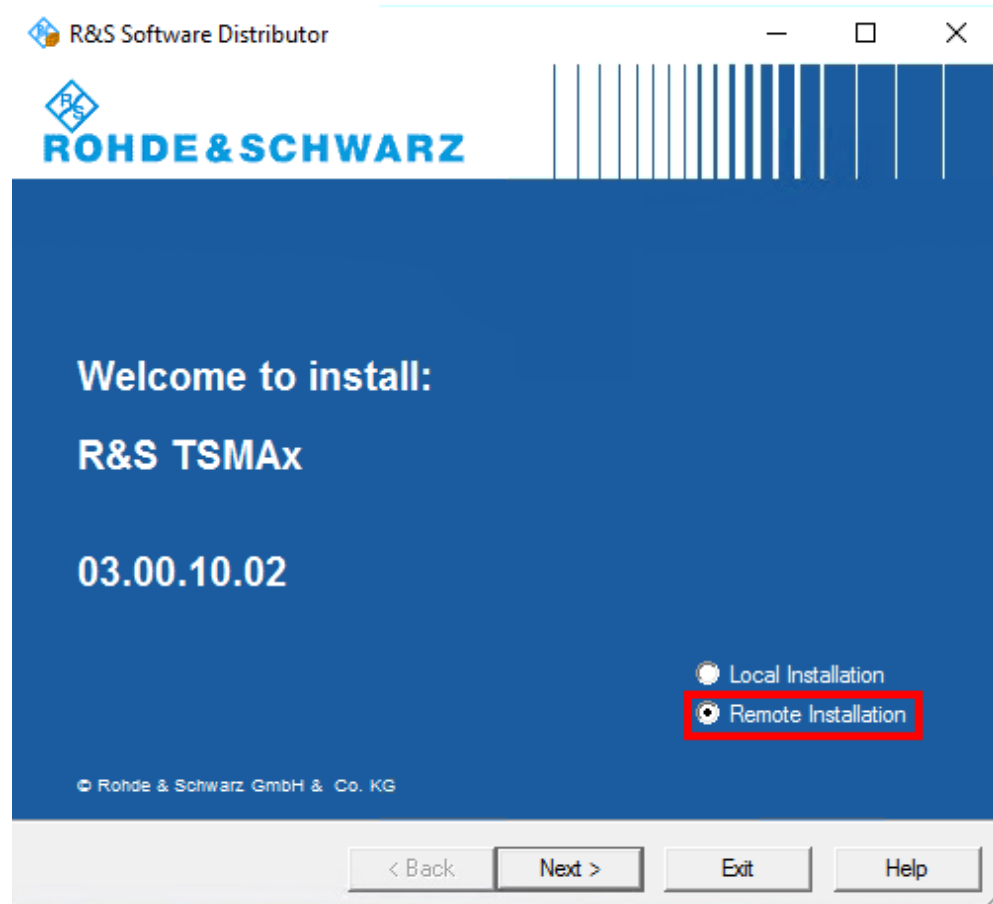 R&S Software Distributor
R/S
ROHDE&SCHWARZ
Welcome to install:
R&S TSMAx
03.00.10.02
Local Installation
Remote Installation
© Rohde & Schwarz GmbH & Co. KG
< Back Next > Exit Help